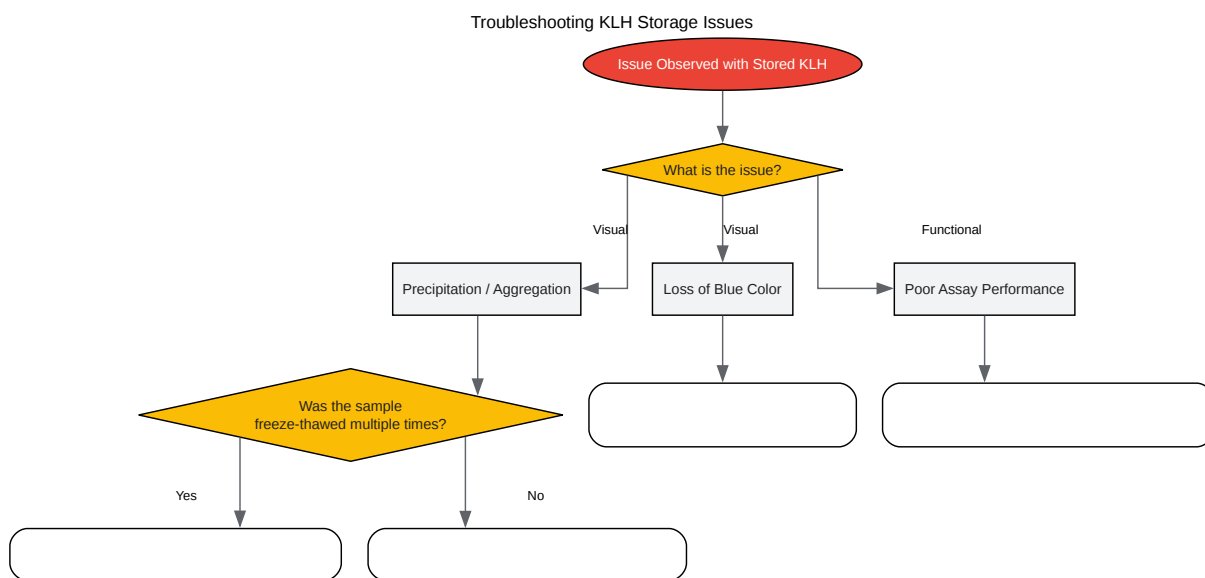 Troubleshooting KLH Storage Issues
Issue Observed with Stored KLH
What is the issue?
Visual
Visual
Functional
Precipitation / Aggregation
Loss of Blue Color
Poor Assay Performance
Was the sample
freeze-thawed multiple times?
Yes
No